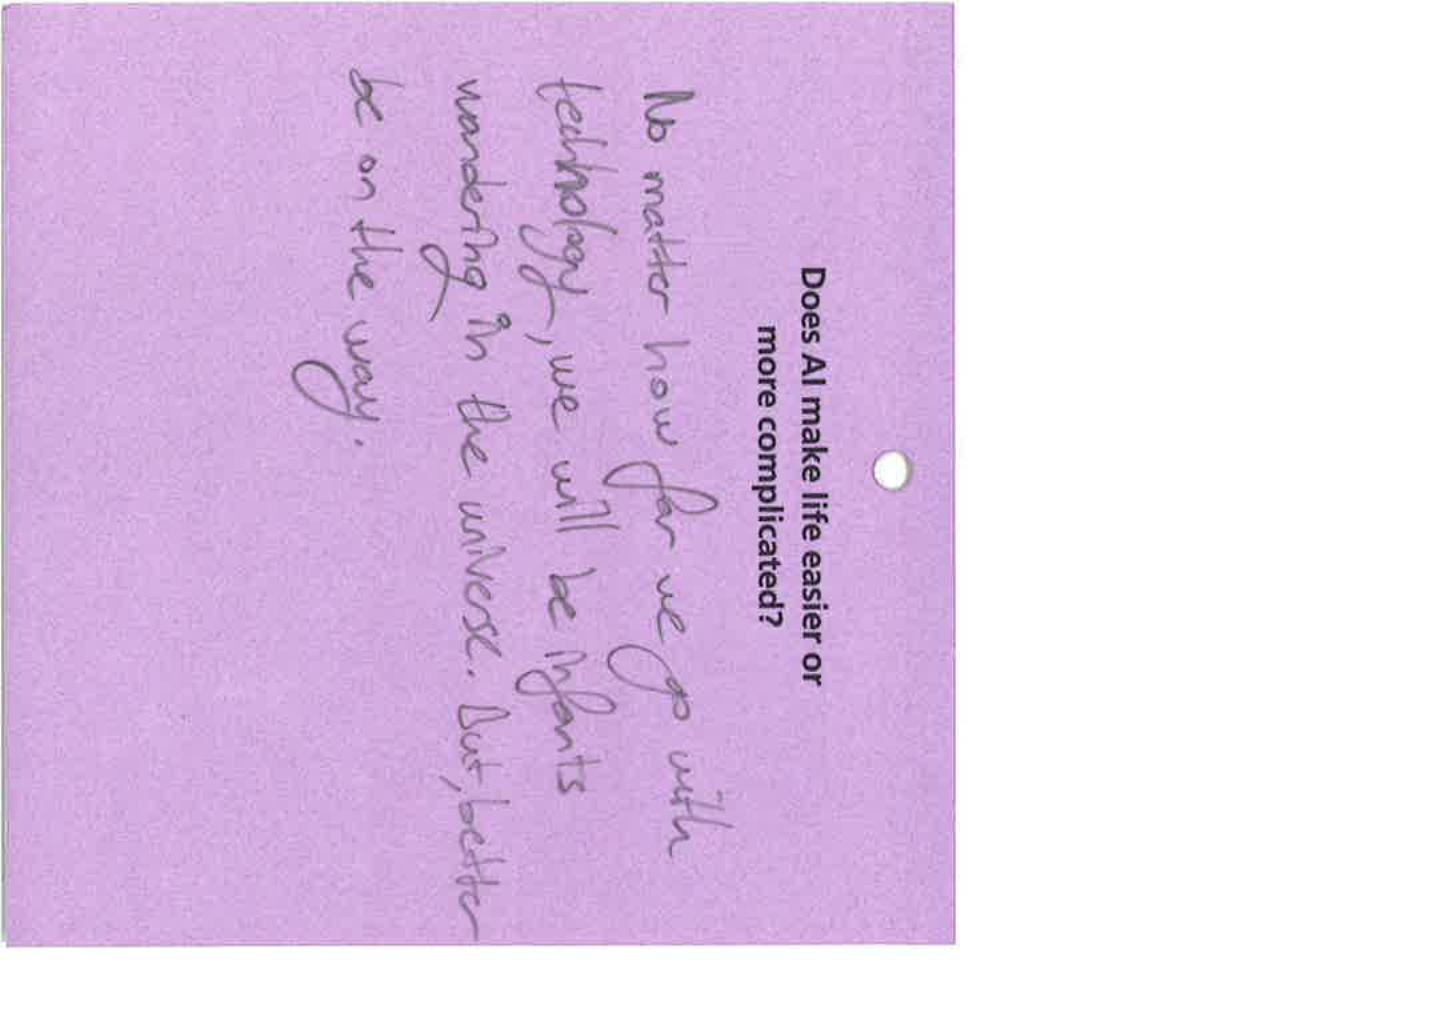 Does AI make life easier or
more complicated?
No matter how far we go with
technology, we will be infants
wandering in the universe. But, better
be on the way.